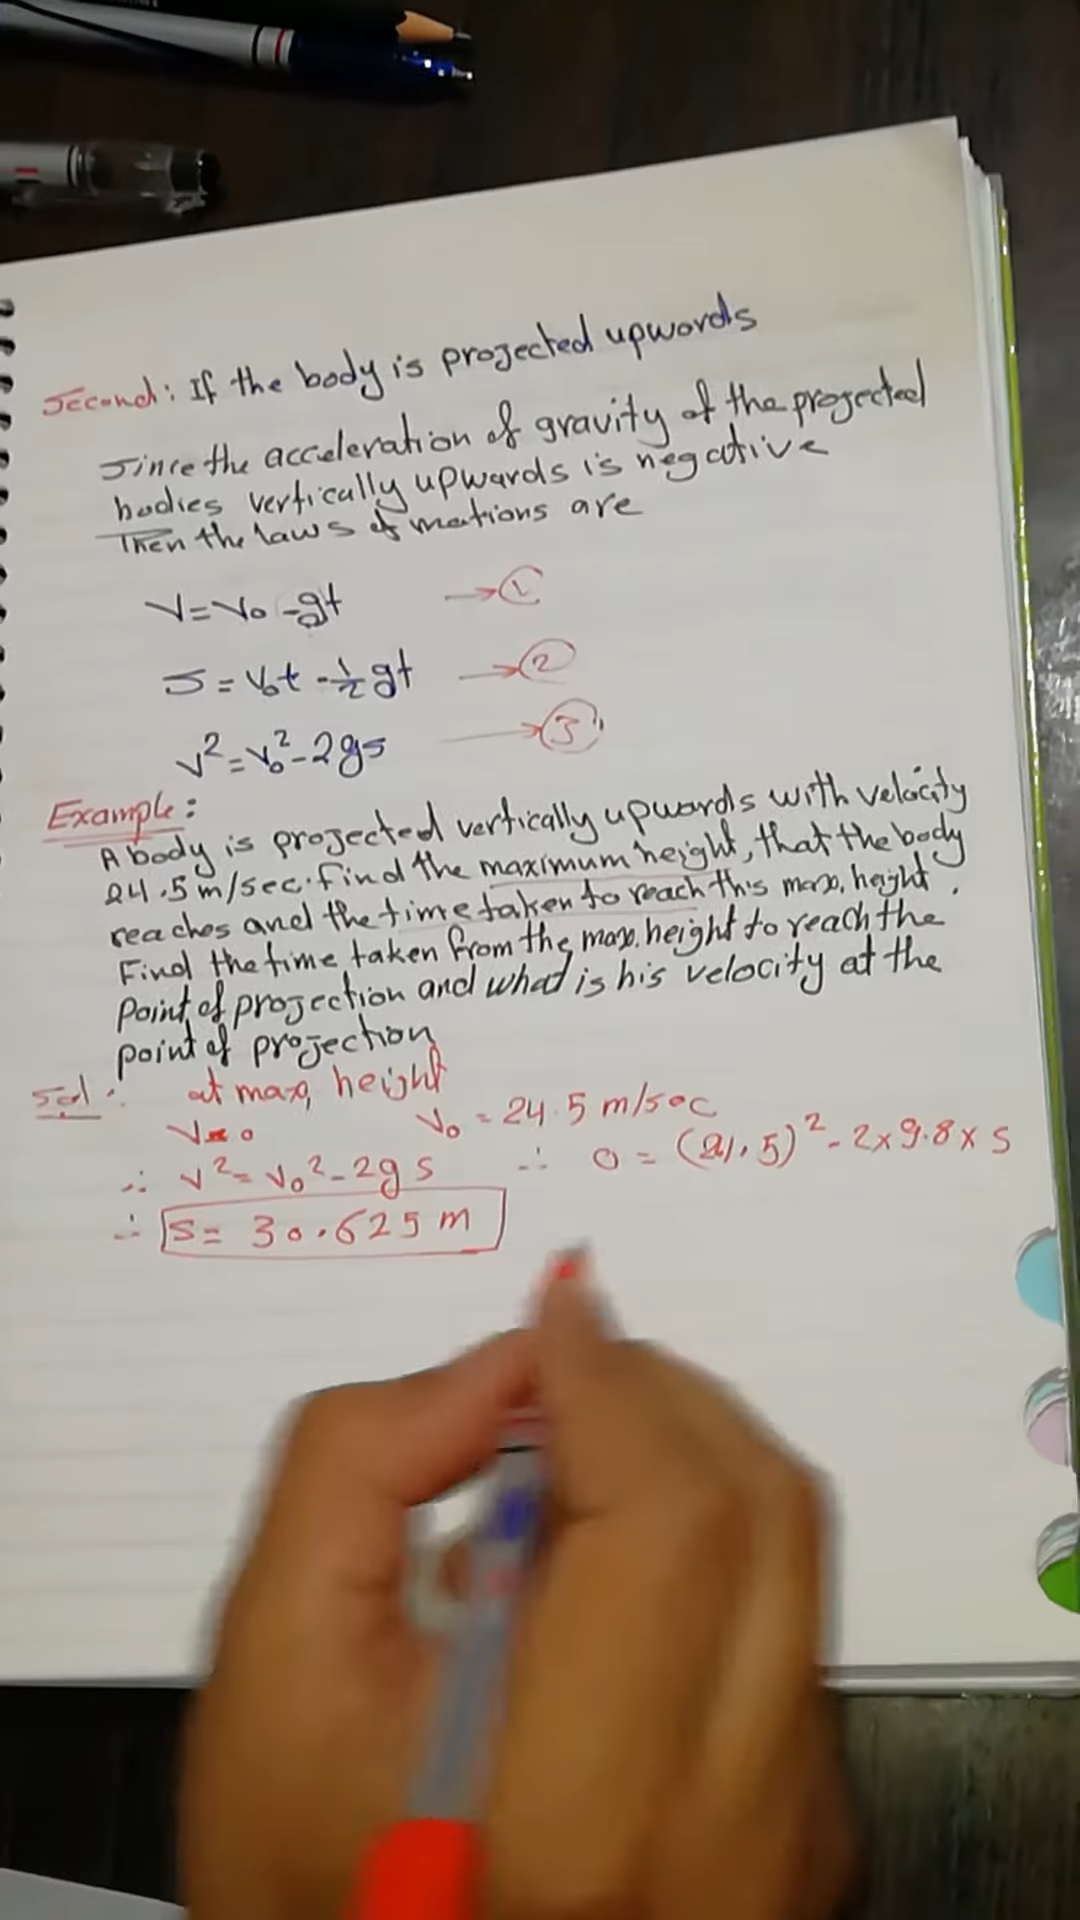 Second: If the body is projected upwords
Since the acceleration of gravity of the projected
bodies vertically upwards is negative
Then the laws of motions are
V=V₀ -gt → ①
S = V₀t - ½gt → ②
V²=V₀²-2gs → ③
Example:
A body is projected vertically upwards with velocity
24.5 m/sec. find the maximum height, that the body
reaches and the time taken to reach this max, height.
Find the time taken from the max. height to reach the
point of projection and what is his velocity at the
point of projection
Sol: at max, height
V=0 V₀ = 24.5 m/sec
∴ V²=V₀²-2gs ∴ 0 = (24.5)²-2x9.8xS
∴ S= 30.625 m